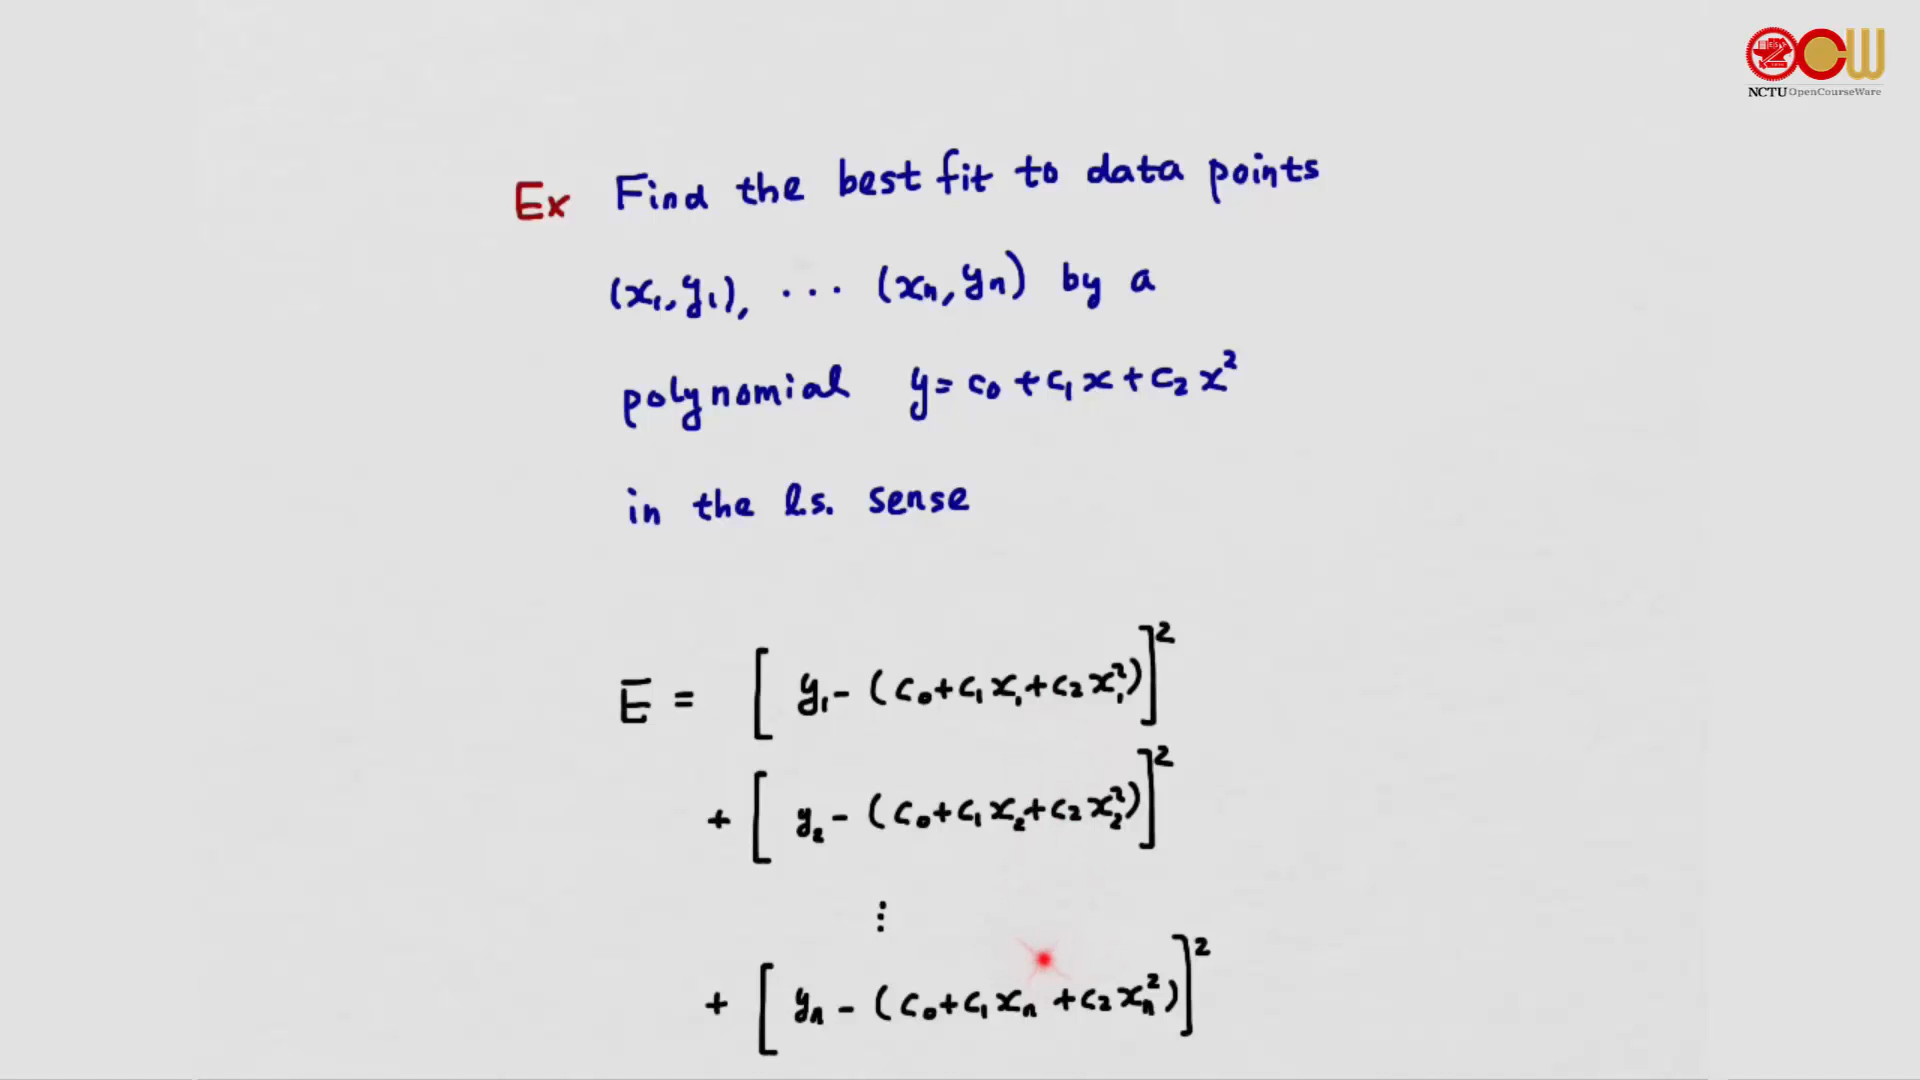 NCTU OpenCourseWare
Ex Find the best fit to data points
(x₁,y₁), ... (xₙ,yₙ) by a
polynomial y = c₀ + c₁x + c₂x²
in the l.s. sense
E = [ y₁ - (c₀+c₁x₁+c₂x₁²) ]²
+ [ y₂ - (c₀+c₁x₂+c₂x₂²) ]²
⋮
+ [ yₙ - (c₀+c₁xₙ+c₂xₙ²) ]²